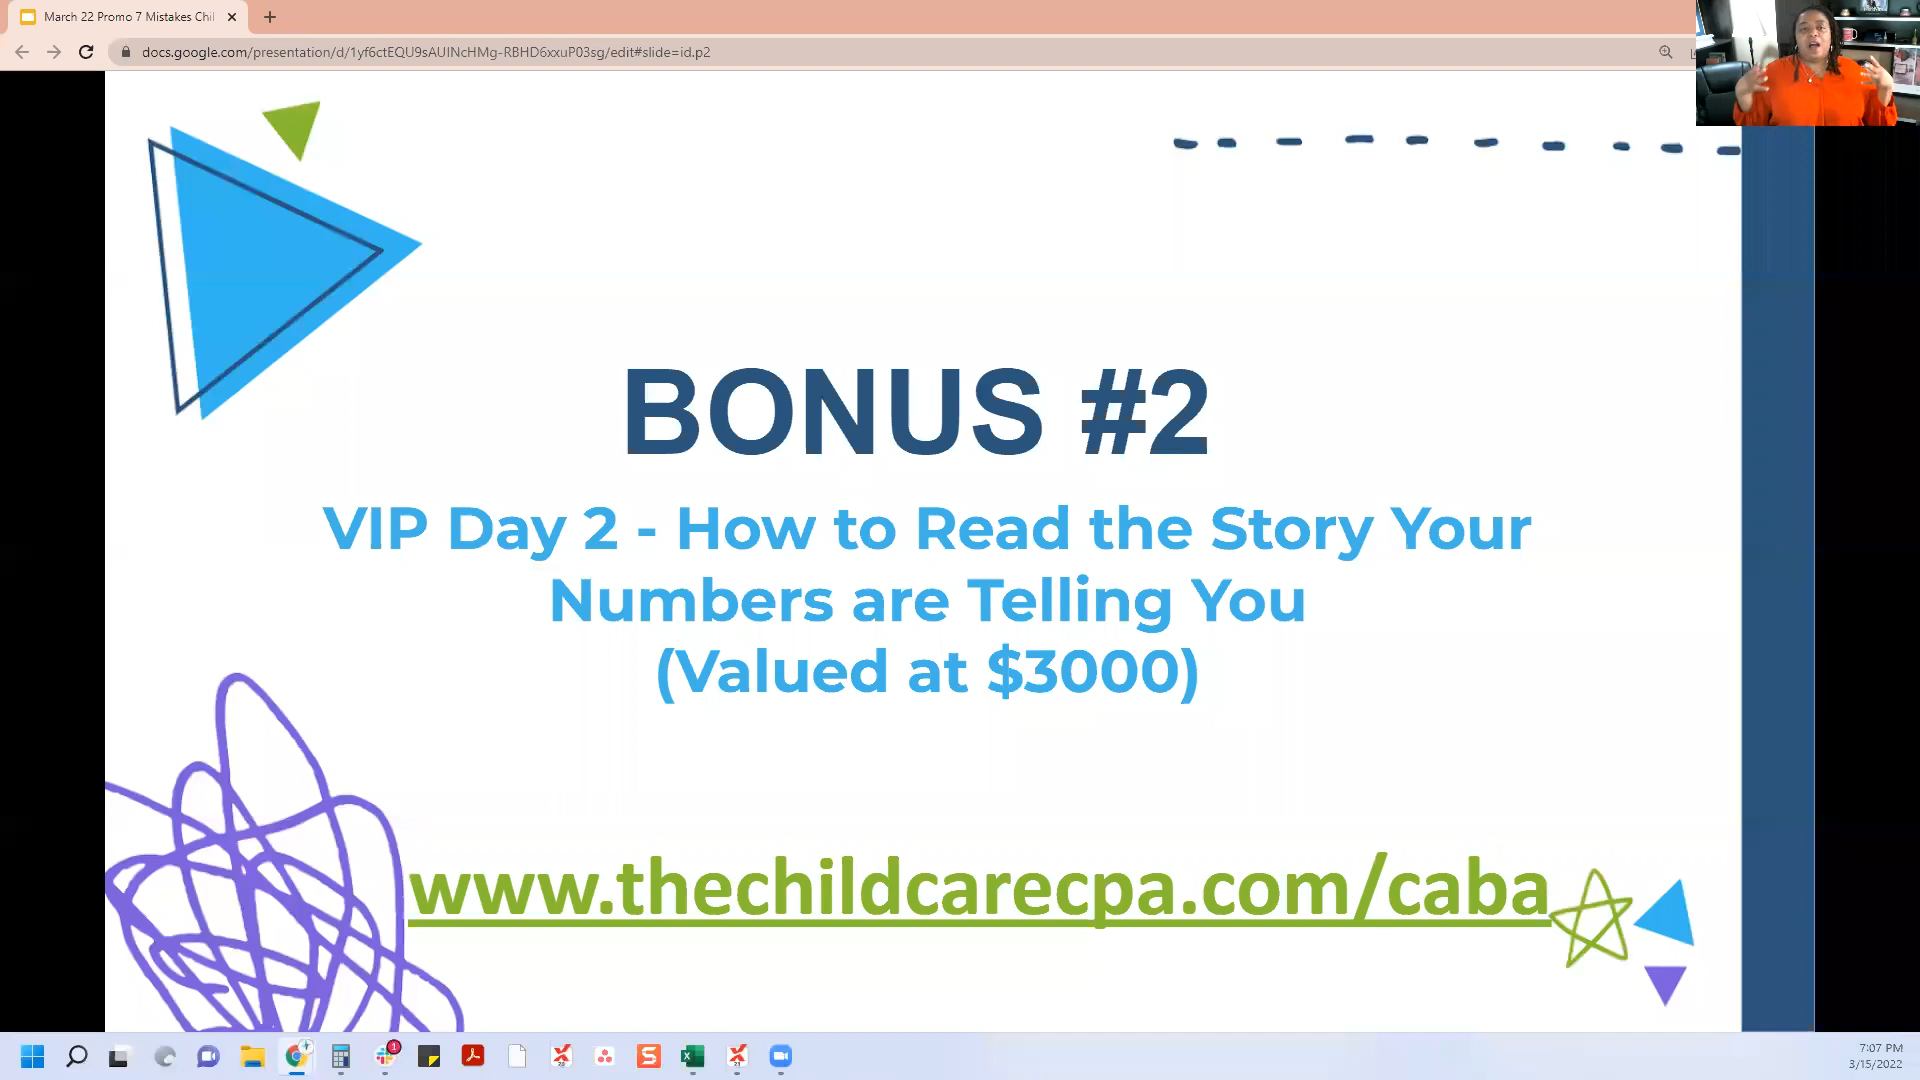 March 22 Promo 7 Mistakes Chi
docs.google.com/presentation/d/1yf6ctEQU9sAUINcHMg-RBHD6xxuP03sg/edit#slide=id.p2
BONUS #2
VIP Day 2 - How to Read the Story Your
Numbers are Telling You
(Valued at $3000)
www.thechildcarecpa.com/caba
1
7:07 PM
3/15/2022